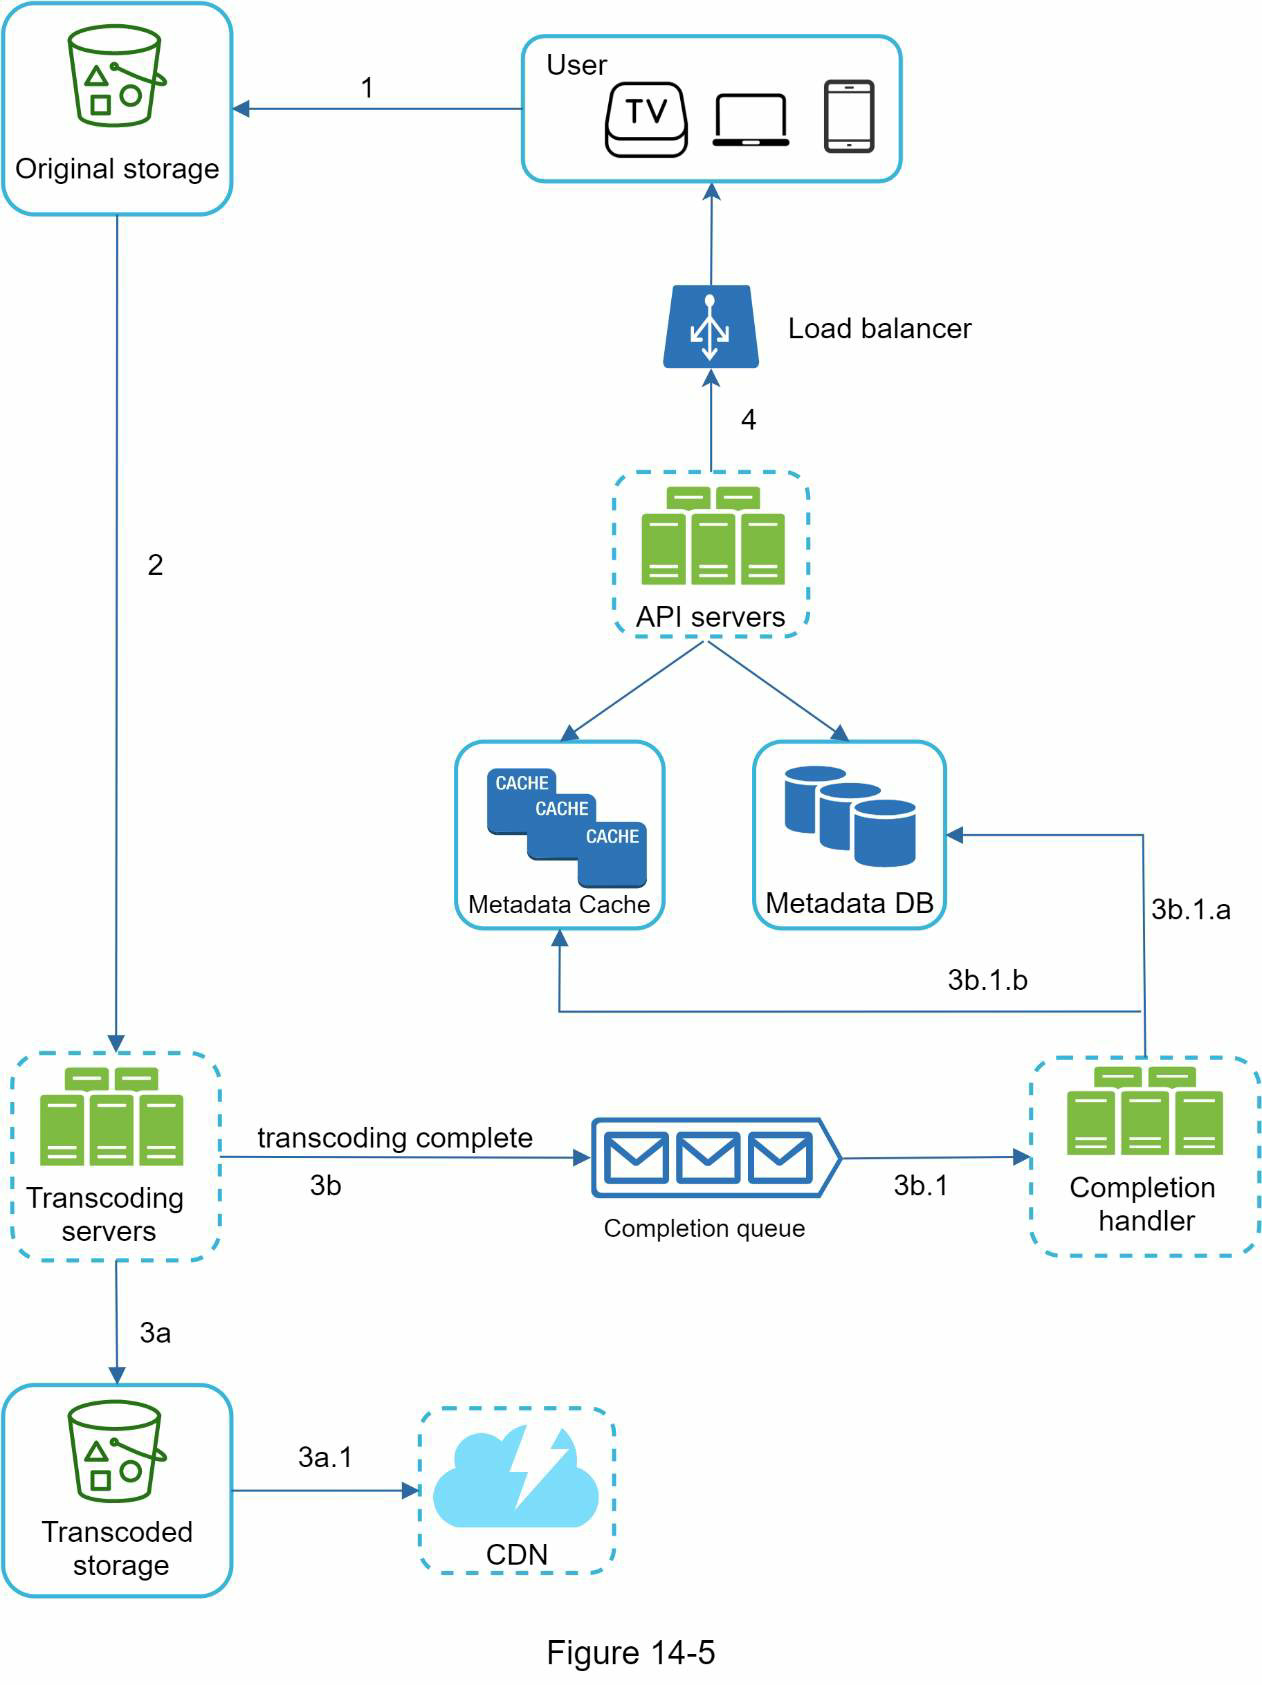 User
TV
1
Original storage
Load balancer
4
2
API servers
CACHE
CACHE
CACHE
Metadata Cache
Metadata DB
3b.1.a
3b.1.b
transcoding complete
3b
3b.1
Transcoding
servers
Completion queue
Completion
handler
3a
3a.1
Transcoded
storage
CDN
Figure 14-5